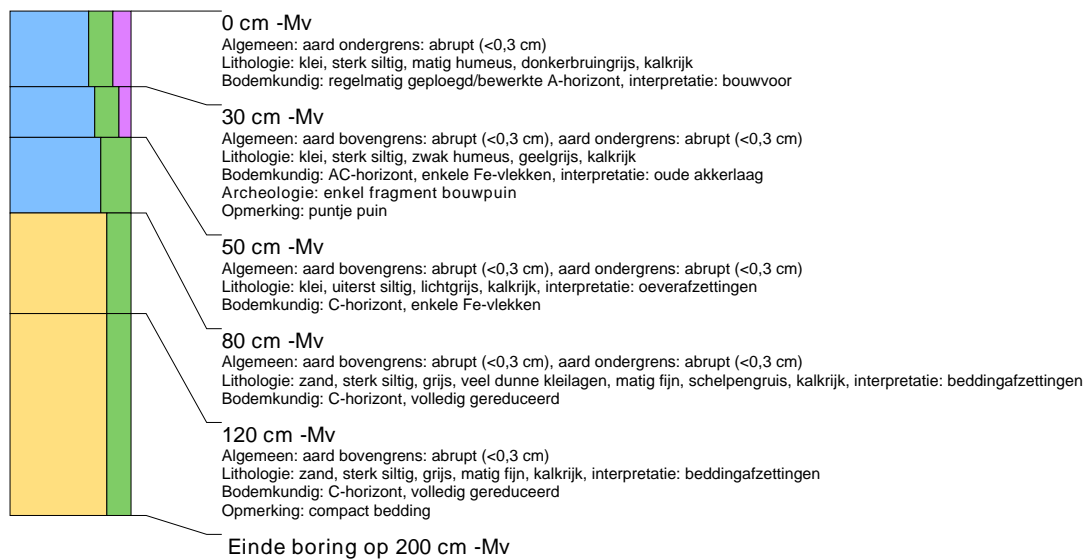 0 cm -Mv
Algemeen: aard ondergrens: abrupt (<0,3 cm)
Lithologie: klei, sterk siltig, matig humeus, donkerbruingrijs, kalkrijk
Bodemkundig: regelmatig geploegd/bewerkte A-horizont, interpretatie: bouwvoor
30 cm -Mv
Algemeen: aard bovengrens: abrupt (<0,3 cm), aard ondergrens: abrupt (<0,3 cm)
Lithologie: klei, sterk siltig, zwak humeus, geelgrijs, kalkrijk
Bodemkundig: AC-horizont, enkele Fe-vlekken, interpretatie: oude akkerlaag
Archeologie: enkel fragment bouwpuin
Opmerking: puntje puin
50 cm -Mv
Algemeen: aard bovengrens: abrupt (<0,3 cm), aard ondergrens: abrupt (<0,3 cm)
Lithologie: klei, uiterst siltig, lichtgrijs, kalkrijk, interpretatie: oeverafzettingen
Bodemkundig: C-horizont, enkele Fe-vlekken
80 cm -Mv
Algemeen: aard bovengrens: abrupt (<0,3 cm), aard ondergrens: abrupt (<0,3 cm)
Lithologie: zand, sterk siltig, grijs, veel dunne kleilagen, matig fijn, schelpengruis, kalkrijk, interpretatie: beddingafzettingen
Bodemkundig: C-horizont, volledig gereduceerd
120 cm -Mv
Algemeen: aard bovengrens: abrupt (<0,3 cm)
Lithologie: zand, sterk siltig, grijs, matig fijn, kalkrijk, interpretatie: beddingafzettingen
Bodemkundig: C-horizont, volledig gereduceerd
Opmerking: compact bedding
Einde boring op 200 cm -Mv